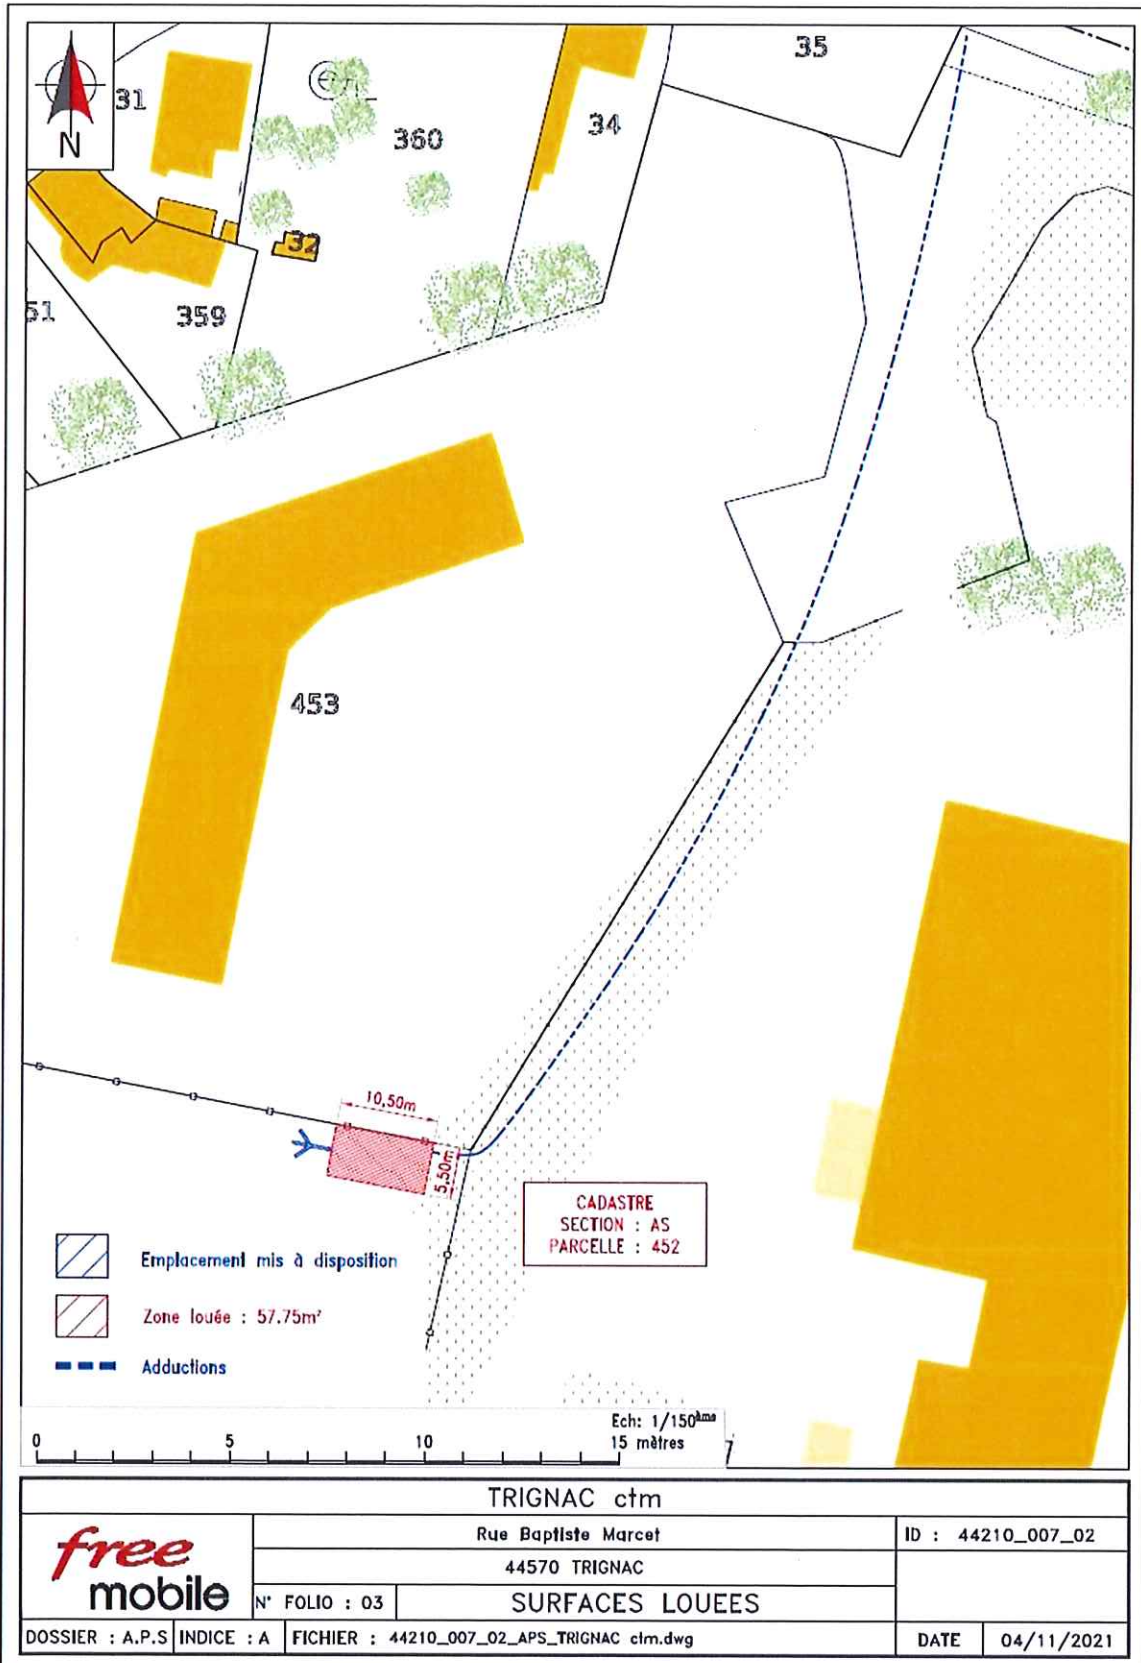 35
31
N
360
34
32
51
359
453
10,50m
5,50m
CADASTRE
SECTION : AS
PARCELLE : 452
Emplacement mis à disposition
Zone louée : 57.75m²
Adductions
Ech: 1/150ème
0 5 10 15 mètres
TRIGNAC ctm
free
mobile
Rue Baptiste Marcet
ID : 44210_007_02
44570 TRIGNAC
N° FOLIO : 03
SURFACES LOUEES
DOSSIER : A.P.S
INDICE : A
FICHIER : 44210_007_02_APS_TRIGNAC ctm.dwg
DATE
04/11/2021